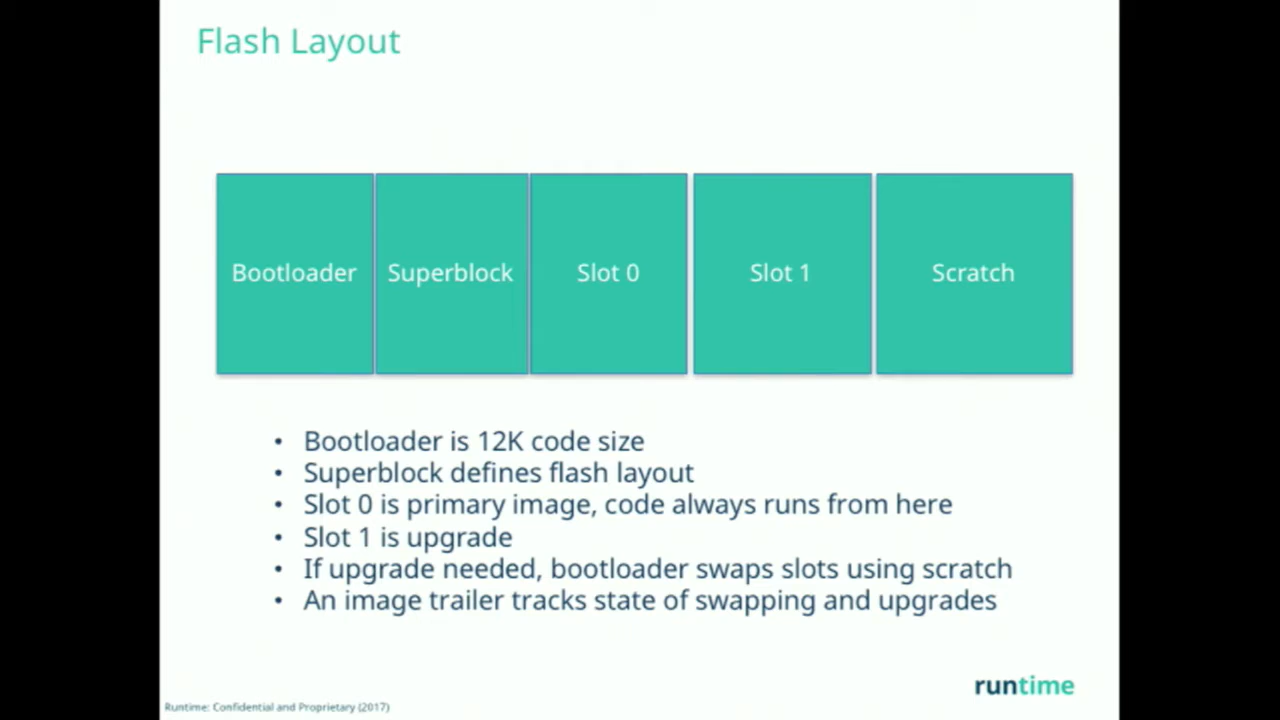 Flash Layout
Bootloader
Superblock
Slot 0
Slot 1
Scratch
• Bootloader is 12K code size
• Superblock defines flash layout
• Slot 0 is primary image, code always runs from here
• Slot 1 is upgrade
• If upgrade needed, bootloader swaps slots using scratch
• An image trailer tracks state of swapping and upgrades
runtime
Runtime: Confidential and Proprietary (2017)